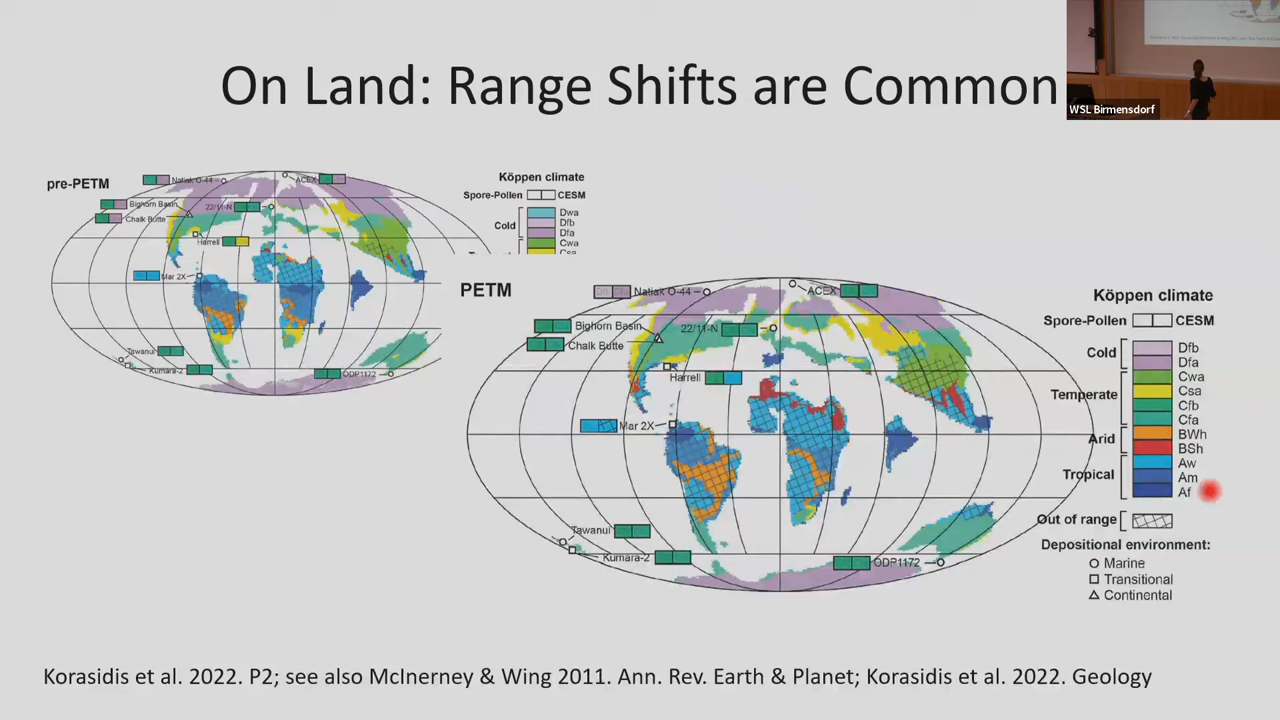 On Land: Range Shifts are Common
WSL Birmensdorf
pre-PETM
Natiak O-44
ACEX
Bighorn Basin
Chalk Butte
22/11-N
Harrell
Mar 2X
Tawanui
Kumara-2
ODP1172
Köppen climate
Spore-Pollen CESM
Cold
Dwa
Dfb
Dfa
Cwa
PETM
Natiak O-44
ACEX
Bighorn Basin
Chalk Butte
22/11-N
Harrell
Mar 2X
Tawanui
Kumara-2
ODP1172
Köppen climate
Spore-Pollen CESM
Cold
Dfb
Dfa
Temperate
Cwa
Csa
Cfb
Cfa
Arid
BWh
BSh
Tropical
Aw
Am
Af
Out of range
Depositional environment:
Marine
Transitional
Continental
Korasidis et al. 2022. P2; see also McInerney & Wing 2011. Ann. Rev. Earth & Planet; Korasidis et al. 2022. Geology